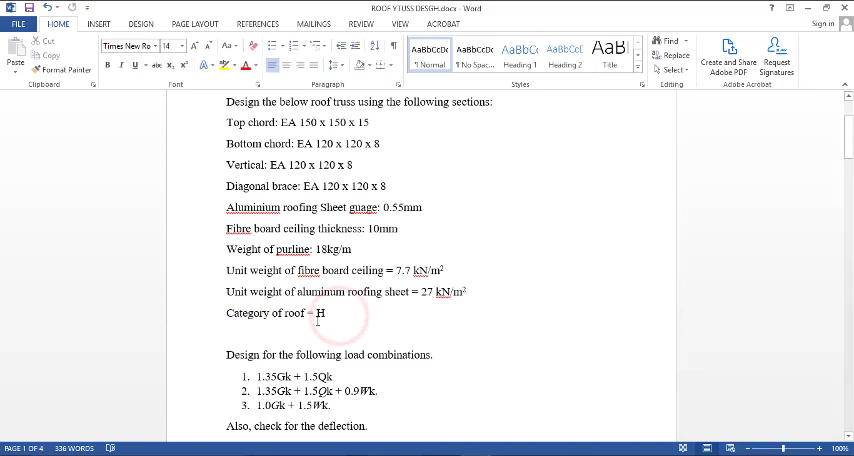 ROOF YTUSS DESGH.docx - Word
FILE HOME INSERT DESIGN PAGE LAYOUT REFERENCES MAILINGS REVIEW VIEW ACROBAT Sign in
Paste
Cut
Copy
Format Painter
Clipboard
Times New Ro 14
Font
Paragraph
AaBbCcDc AaBbCcDc AaBbC AaBbCcD AaB
¶ Normal ¶ No Spac... Heading 1 Heading 2 Title
Styles
Find
Replace
Select
Editing
Create and Share Adobe PDF
Request Signatures
Adobe Acrobat
Design the below roof truss using the following sections:
Top chord: EA 150 x 150 x 15
Bottom chord: EA 120 x 120 x 8
Vertical: EA 120 x 120 x 8
Diagonal brace: EA 120 x 120 x 8
Aluminium roofing Sheet guage: 0.55mm
Fibre board ceiling thickness: 10mm
Weight of purline: 18kg/m
Unit weight of fibre board ceiling = 7.7 kN/m²
Unit weight of aluminum roofing sheet = 27 kN/m²
Category of roof = H
Design for the following load combinations.
1. 1.35Gk + 1.5Qk
2. 1.35Gk + 1.5Qk + 0.9Wk.
3. 1.0Gk + 1.5Wk.
Also, check for the deflection.
PAGE 1 OF 4 336 WORDS 100%